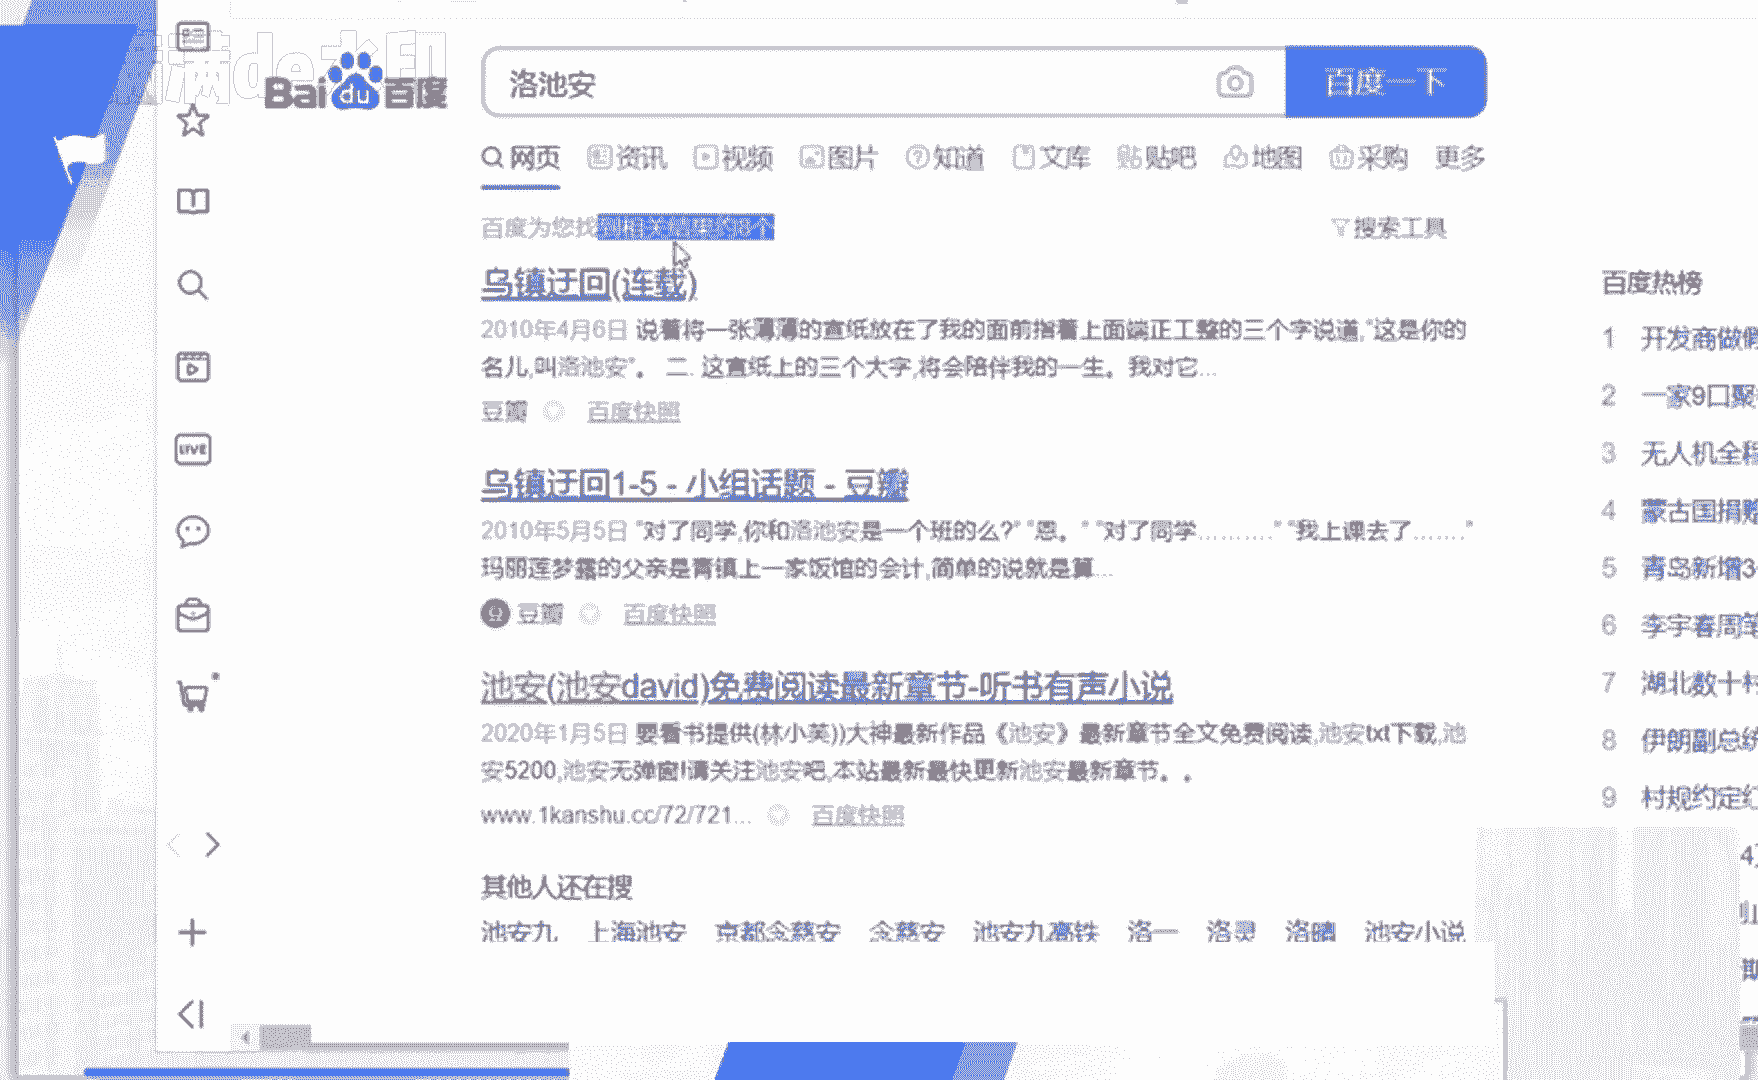 满de水印
Bai du 百度
洛池安
百度一下
网页 资讯 视频 图片 知道 文库 贴吧 地图 采购 更多
百度为您找到相关结果约8个
搜索工具
乌镇迂回(连载)
2010年4月6日 说着将一张薄薄的宣纸放在了我的面前指着上面端正工整的三个字说道,"这是你的
名儿,叫洛池安"。 二. 这宣纸上的三个大字,将会陪伴我的一生。我对它...
豆瓣 百度快照
乌镇迂回1-5 - 小组话题 - 豆瓣
2010年5月5日 "对了同学,你和洛池安是一个班的么?" "恩。" "对了同学.........." "我上课去了......."
玛丽莲梦露的父亲是青镇上一家饭馆的会计,简单的说就是算...
豆瓣 百度快照
池安(池安david)免费阅读最新章节-听书有声小说
2020年1月5日 要看书提供(林小芙))大神最新作品《池安》最新章节全文免费阅读,池安txt下载,池
安5200,池安无弹窗!请关注池安吧,本站最新最快更新池安最新章节。。
www.1kanshu.cc/72/721... 百度快照
其他人还在搜
池安九 上海池安 京都念慈安 念慈安 池安九高铁 洛一 洛灵 洛晴 池安小说
百度热榜
1 开发商做假
2 一家9口聚
3 无人机全程
4 蒙古国捐赠
5 青岛新增3
6 李宇春周笔
7 湖北数十村
8 伊朗副总统
9 村规约定红
LIVE